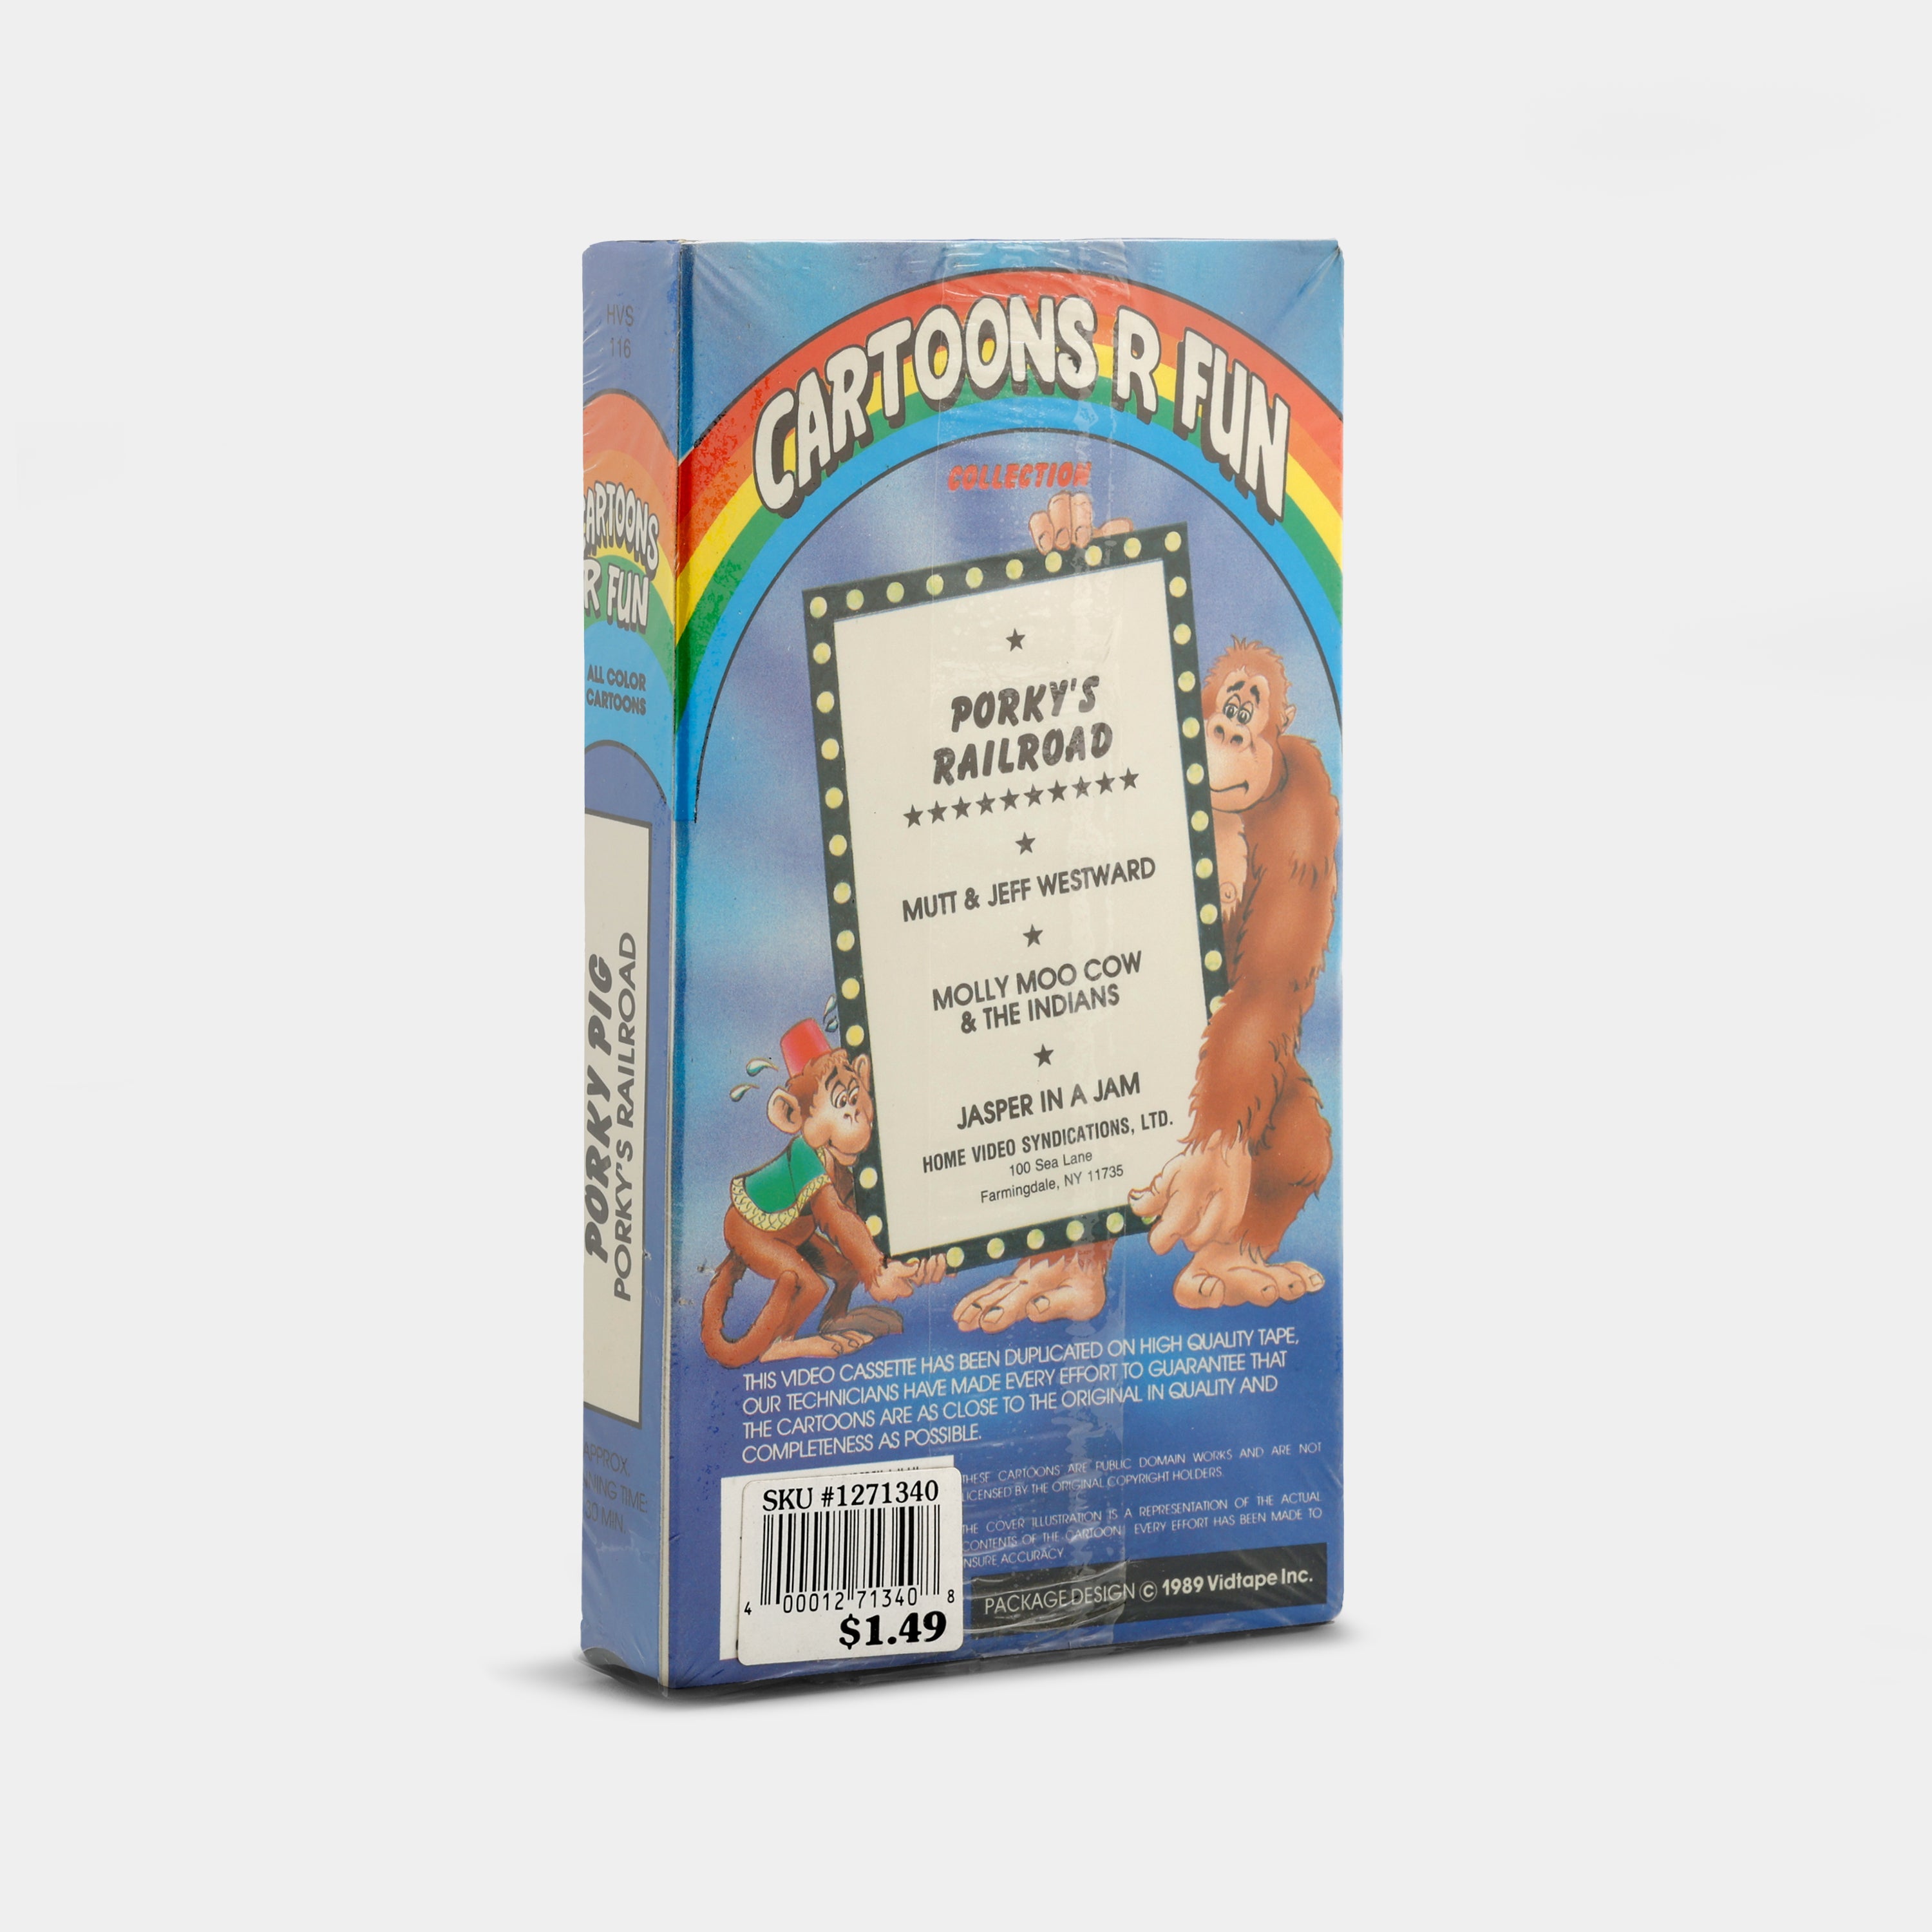 HVS
116
CARTOONS
R FUN
ALL COLOR
CARTOONS
PORKY PIG
PORKY'S RAILROAD
APPROX.
TIME:
MIN.
CARTOONS R FUN
COLLECTION
PORKY'S
RAILROAD
MUTT & JEFF WESTWARD
MOLLY MOO COW
& THE INDIANS
JASPER IN A JAM
HOME VIDEO SYNDICATIONS, LTD.
100 Sea Lane
Farmingdale, NY 11735
THIS VIDEO CASSETTE HAS BEEN DUPLICATED ON HIGH QUALITY TAPE,
OUR TECHNICIANS HAVE MADE EVERY EFFORT TO GUARANTEE THAT
THE CARTOONS ARE AS CLOSE TO THE ORIGINAL IN QUALITY AND
COMPLETENESS AS POSSIBLE.
THESE CARTOONS ARE PUBLIC DOMAIN WORKS AND ARE NOT
LICENSED BY THE ORIGINAL COPYRIGHT HOLDERS.
THE COVER ILLUSTRATION IS A REPRESENTATION OF THE ACTUAL
CONTENTS OF THE CARTOON. EVERY EFFORT HAS BEEN MADE TO
ENSURE ACCURACY.
PACKAGE DESIGN © 1989 Vidtape Inc.
SKU #1271340
4 00012 71340 8
$1.49